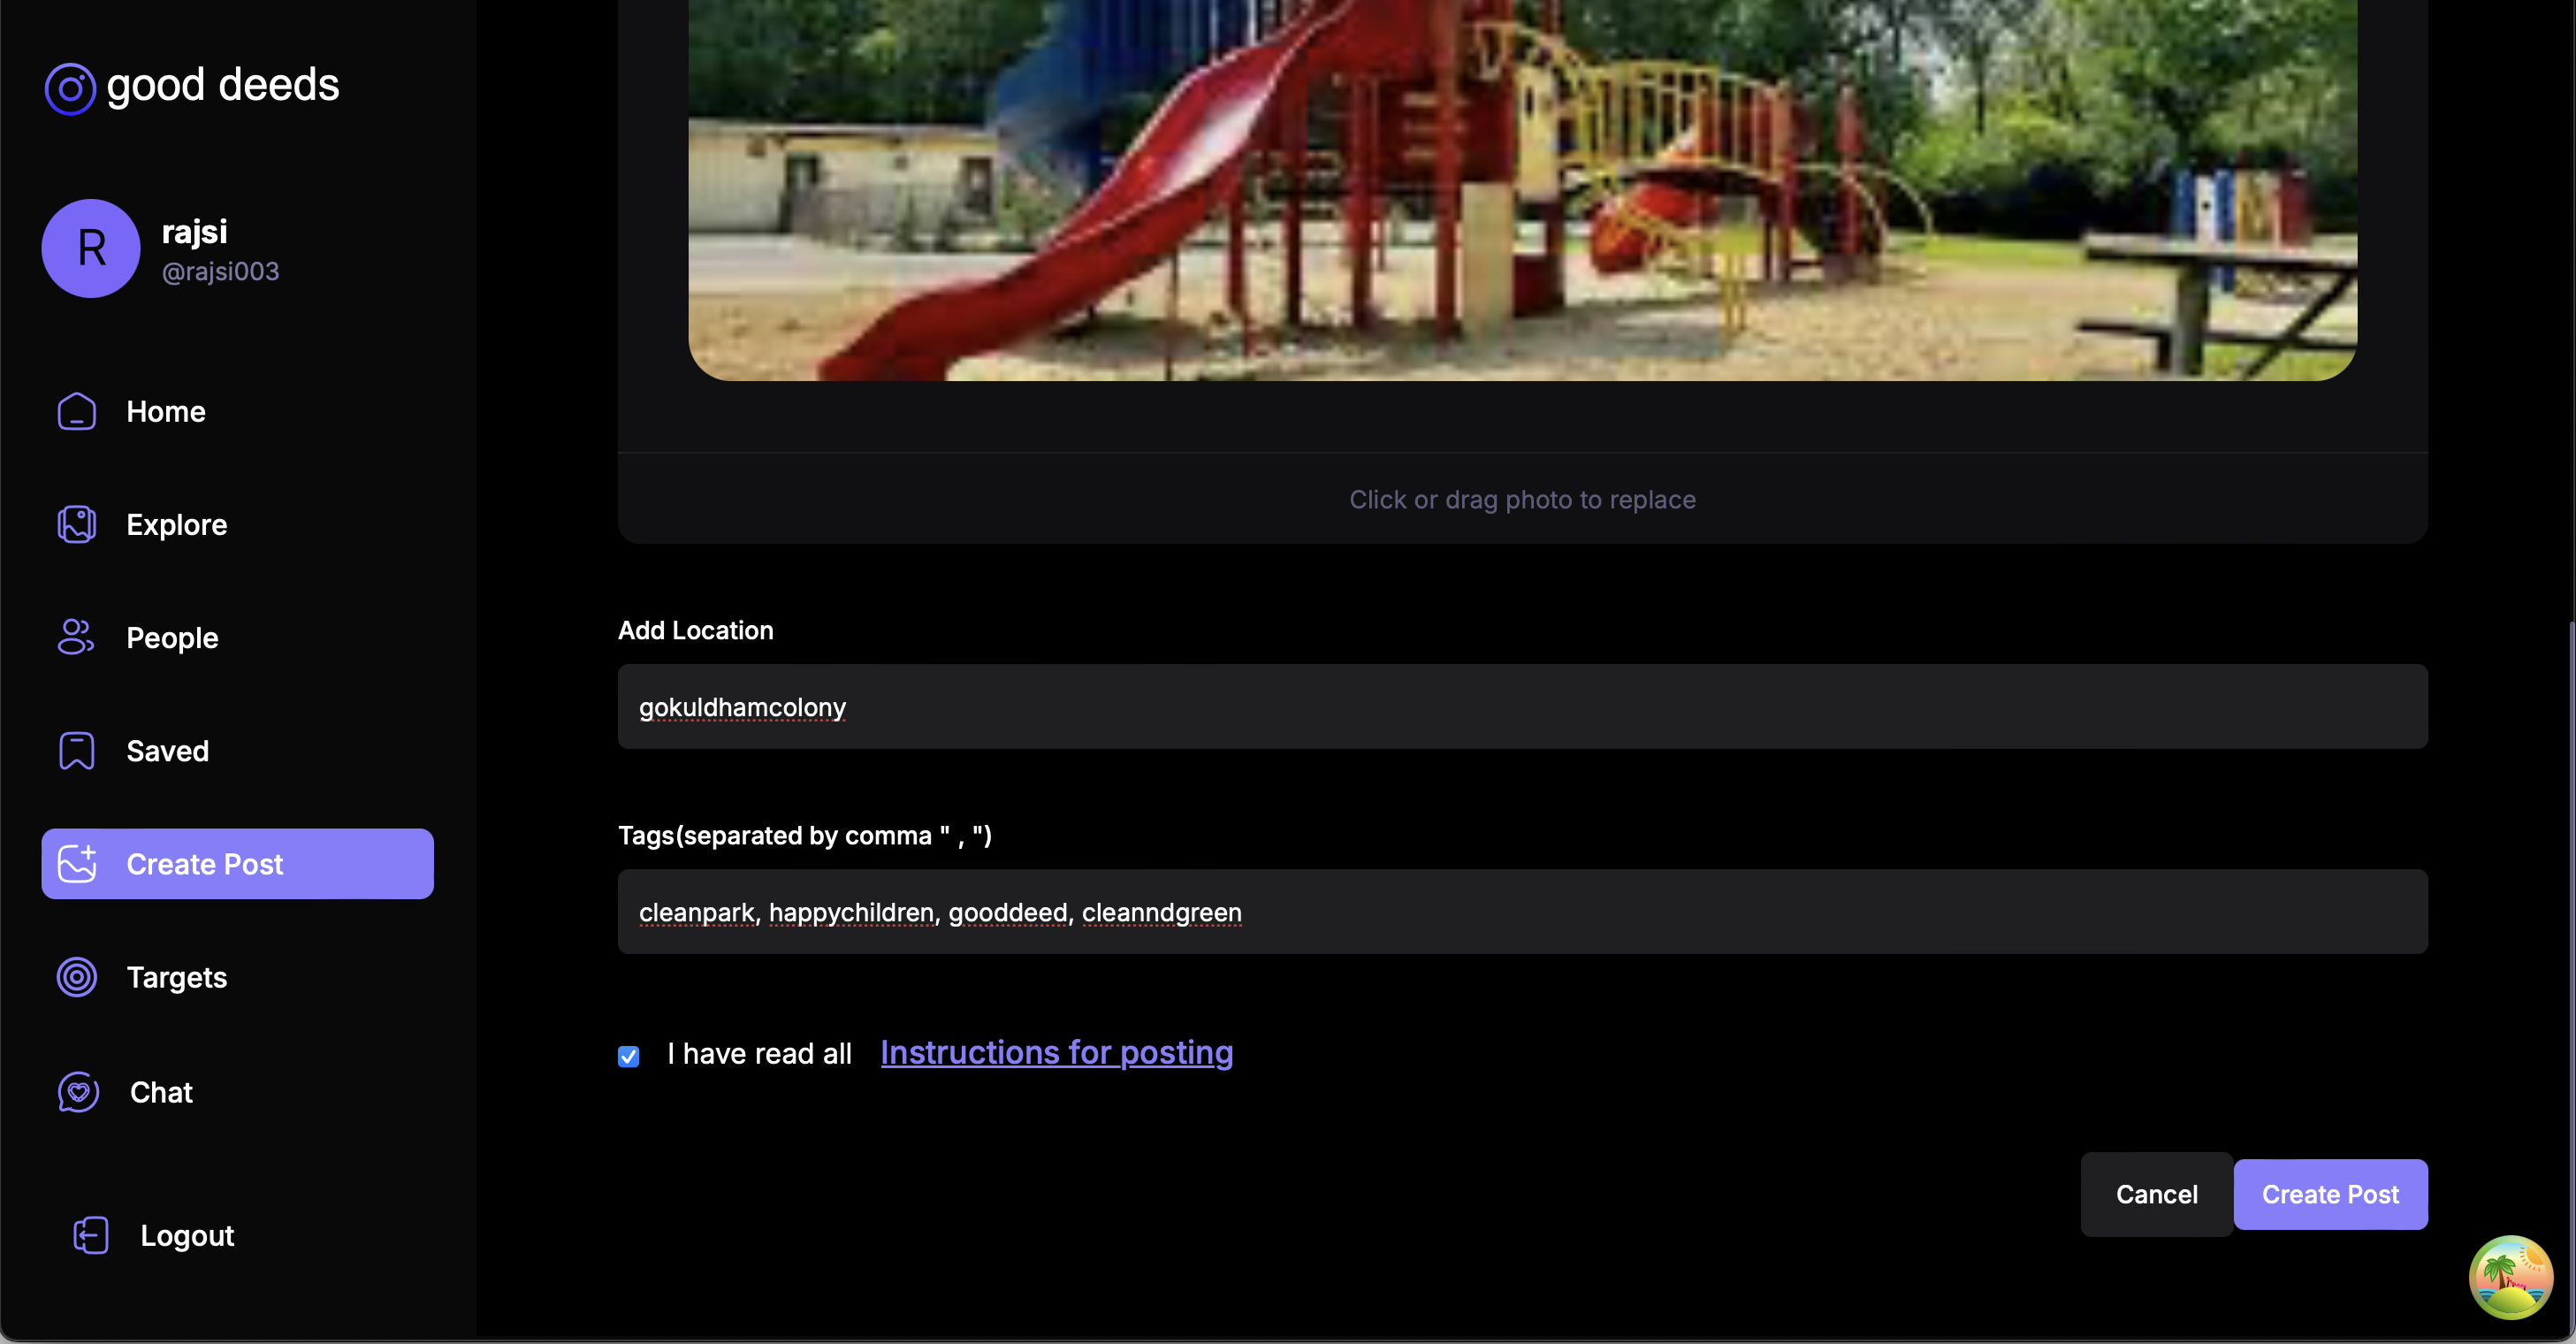 good deeds
R
rajsi
@rajsi003
Home
Explore
People
Saved
Create Post
Targets
Chat
Logout
Click or drag photo to replace
Add Location
gokuldhamcolony
Tags(separated by comma " , ")
cleanpark, happychildren, gooddeed, cleanndgreen
I have read all Instructions for posting
Cancel
Create Post